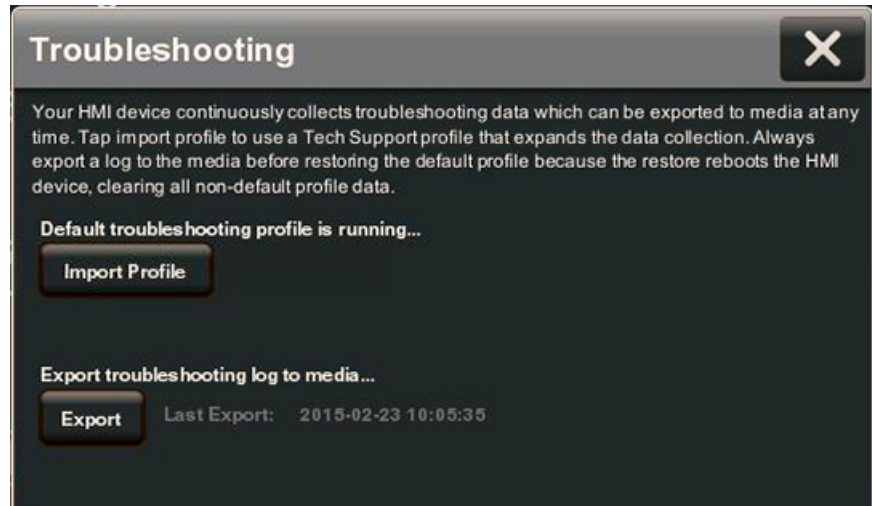 Troubleshooting
Your HMI device continuously collects troubleshooting data which can be exported to media at any
time. Tap import profile to use a Tech Support profile that expands the data collection. Always
export a log to the media before restoring the default profile because the restore reboots the HMI
device, clearing all non-default profile data.
Default troubleshooting profile is running...
Import Profile
Export troubleshooting log to media...
Export Last Export: 2015-02-23 10:05:35